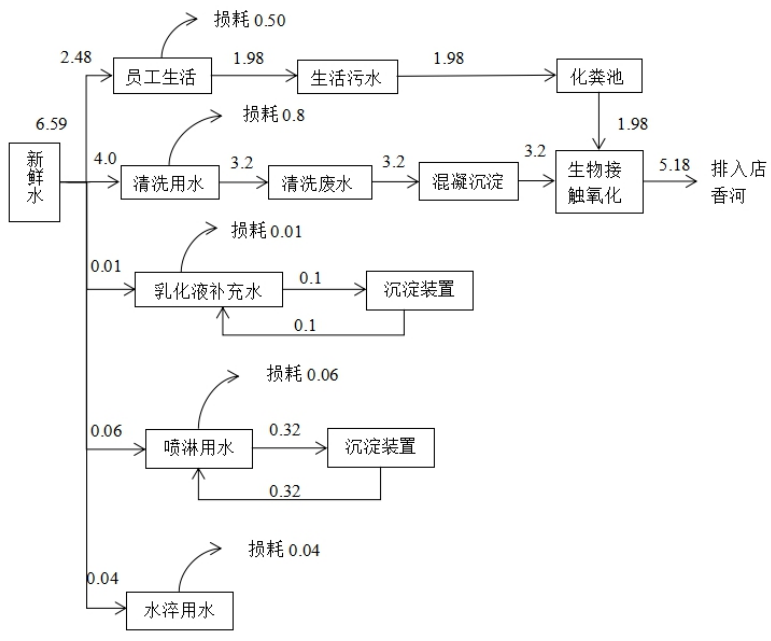 损耗 0.50
2.48
员工生活
1.98
生活污水
1.98
化粪池
6.59
损耗 0.8
1.98
新鲜水
4.0
清洗用水
3.2
清洗废水
3.2
混凝沉淀
3.2
生物接
触氧化
5.18
排入店
香河
损耗 0.01
0.01
乳化液补充水
0.1
沉淀装置
0.1
损耗 0.06
0.06
喷淋用水
0.32
沉淀装置
0.32
损耗 0.04
0.04
水淬用水